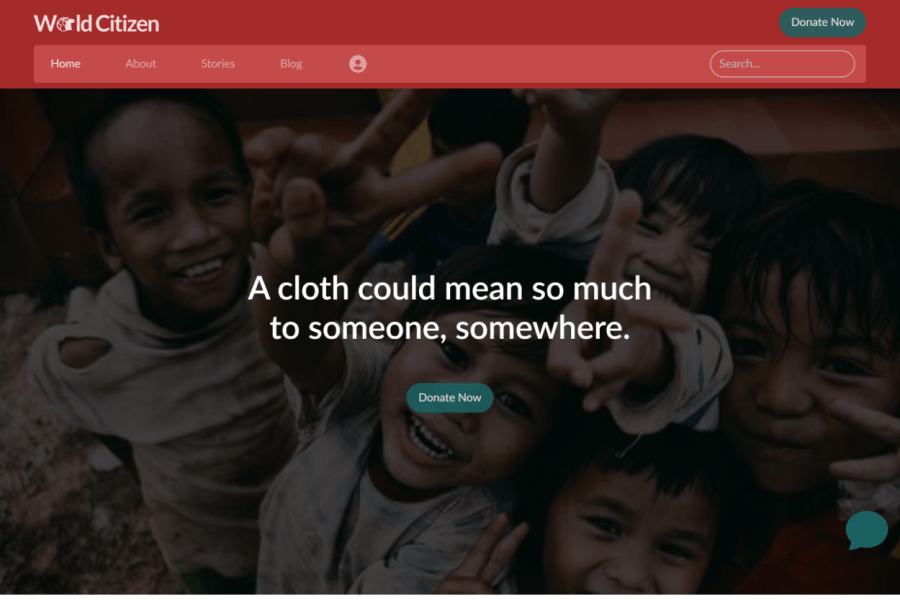 World Citizen
Donate Now
Home
About
Stories
Blog
Search...
A cloth could mean so much
to someone, somewhere.
Donate Now